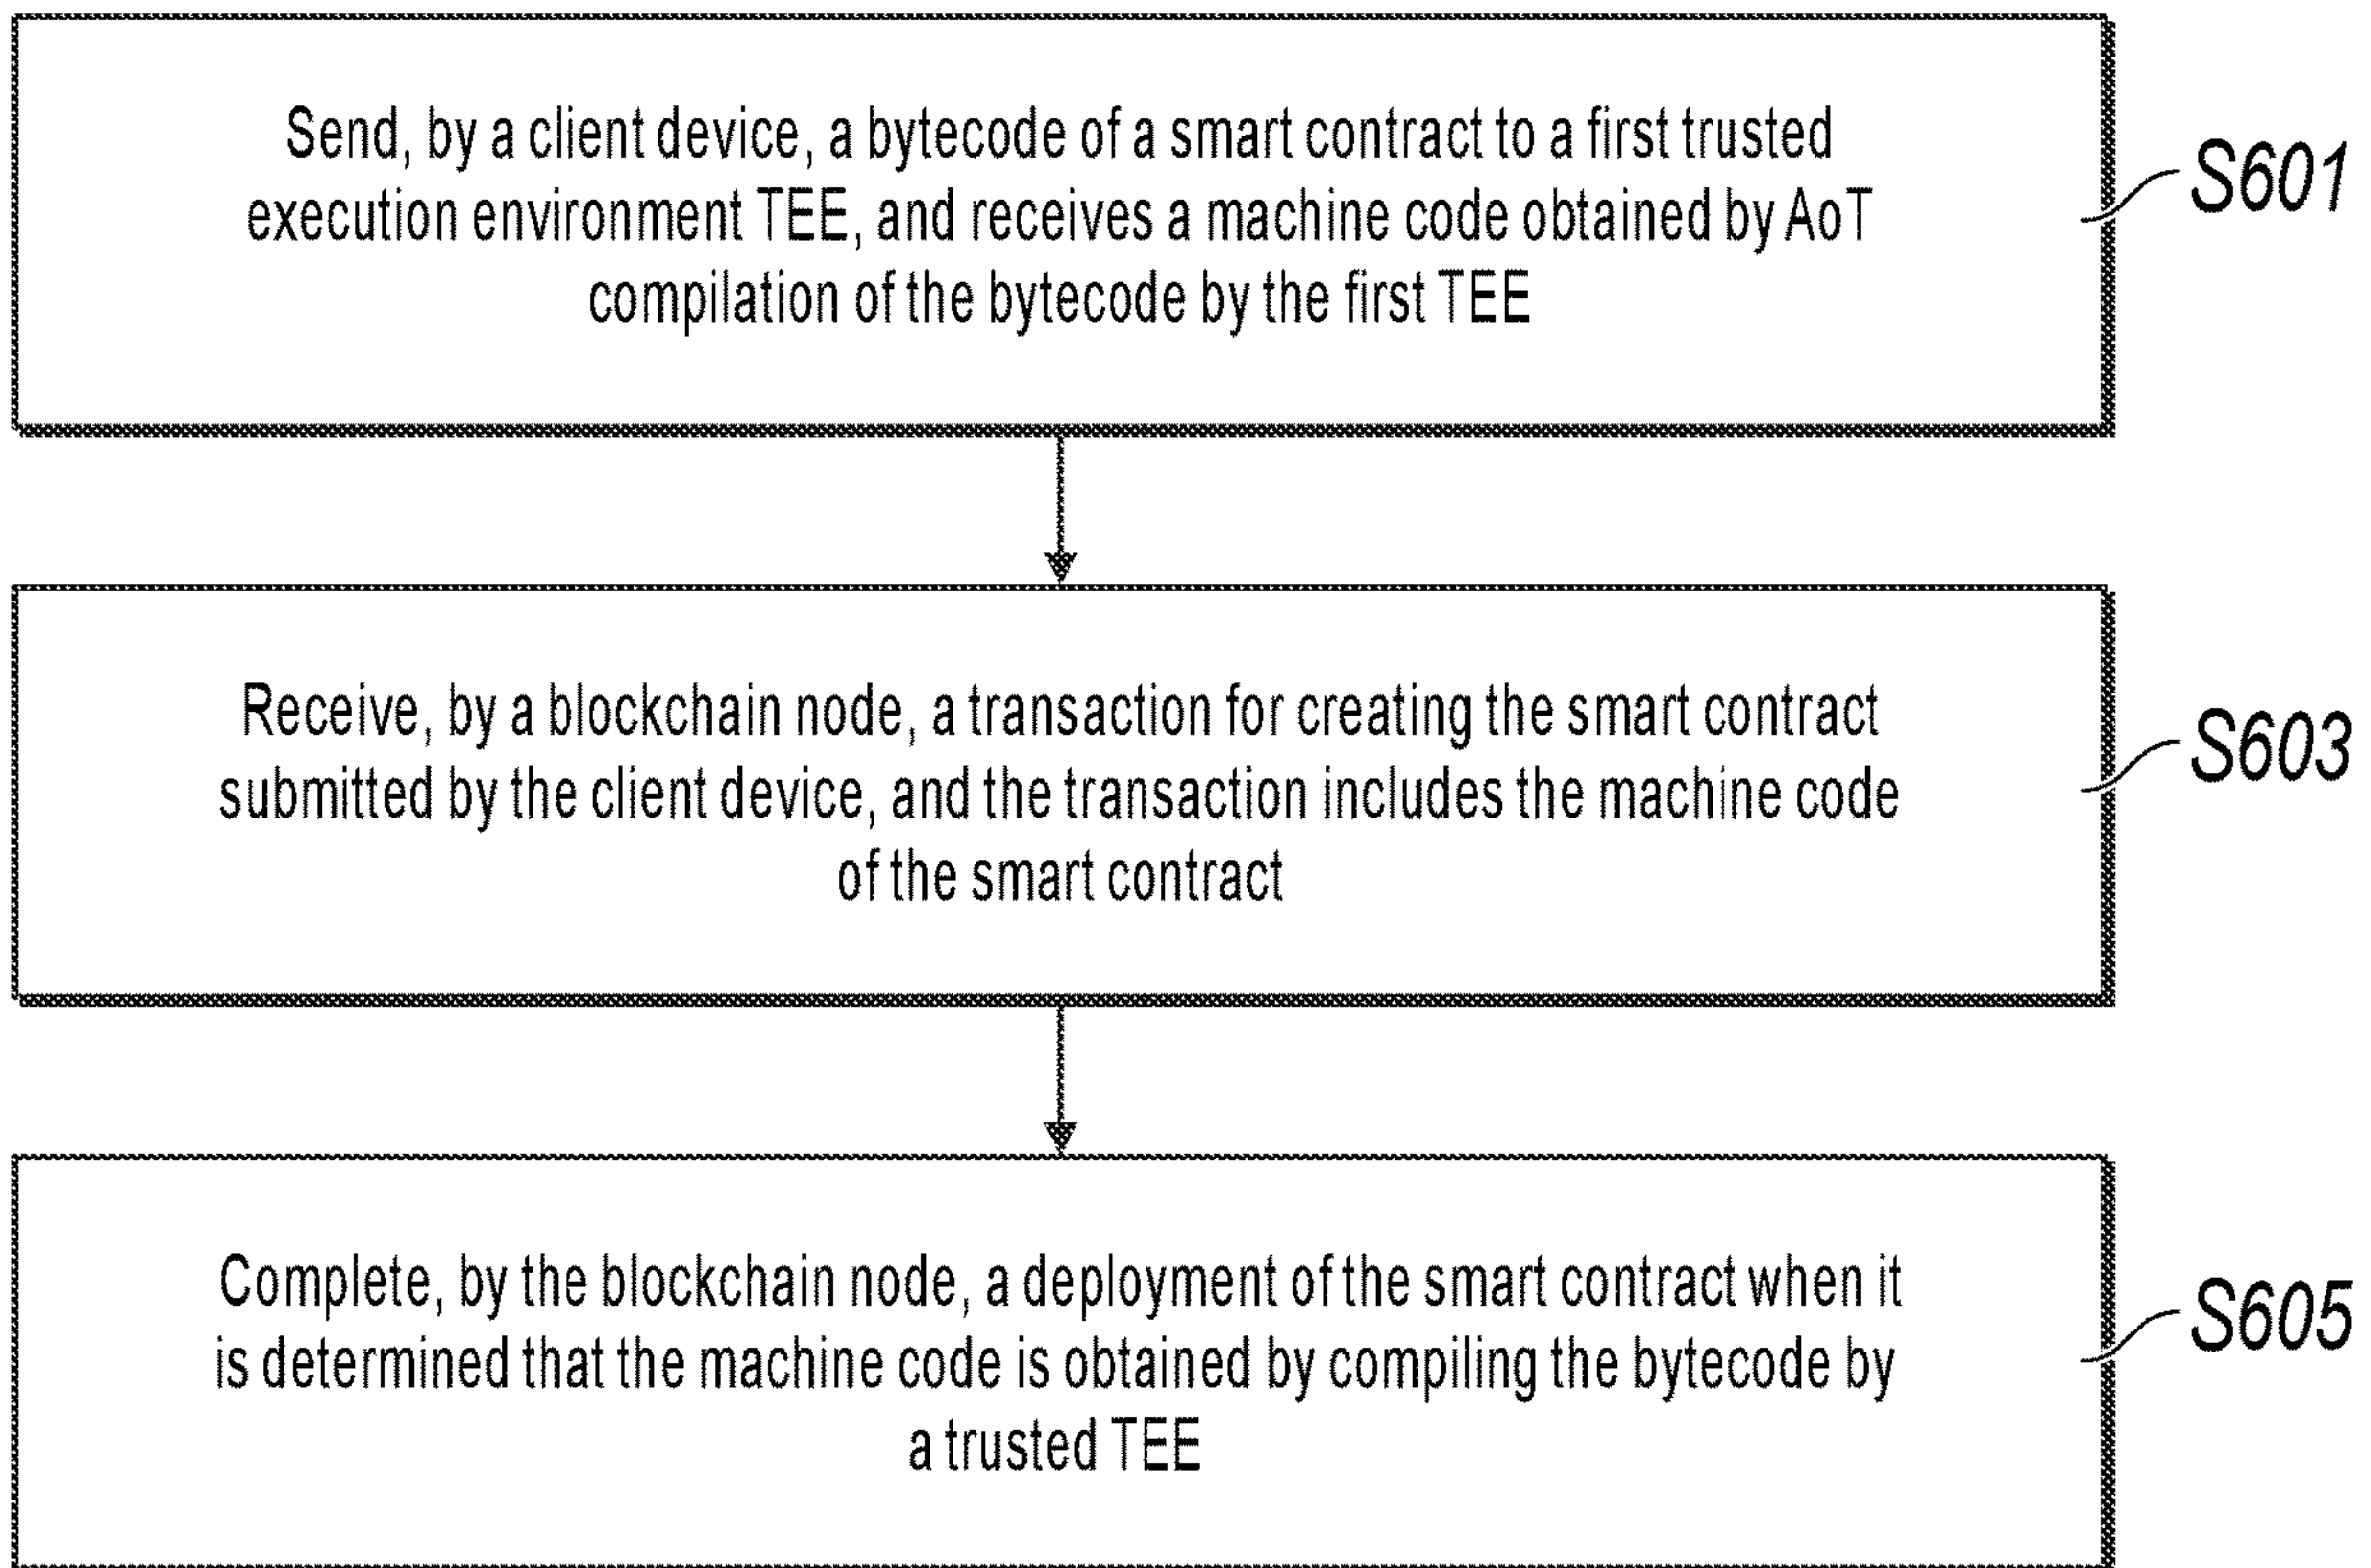 Send, by a client device, a bytecode of a smart contract to a first trusted
execution environment TEE, and receives a machine code obtained by AoT
compilation of the bytecode by the first TEE
S601
Receive, by a blockchain node, a transaction for creating the smart contract
submitted by the client device, and the transaction includes the machine code
of the smart contract
S603
Complete, by the blockchain node, a deployment of the smart contract when it
is determined that the machine code is obtained by compiling the bytecode by
a trusted TEE
S605